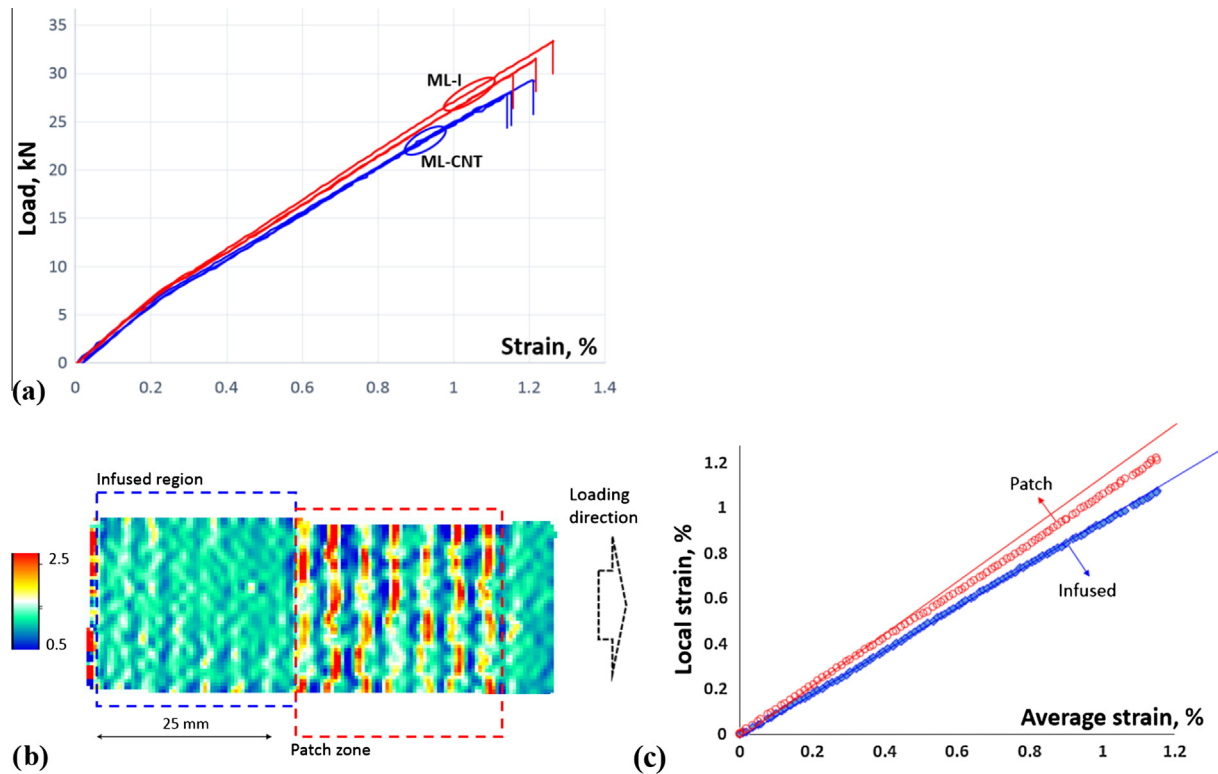 35
30
25
20
15
10
5
0
Load, kN
ML-I
ML-CNT
Strain, %
0 0.2 0.4 0.6 0.8 1 1.2 1.4
(a)
Infused region
Loading
direction
2.5
0.5
25 mm
Patch zone
(b)
1.2
1
0.8
0.6
0.4
0.2
0
Local strain, %
Patch
Infused
Average strain, %
0 0.2 0.4 0.6 0.8 1 1.2
(c)